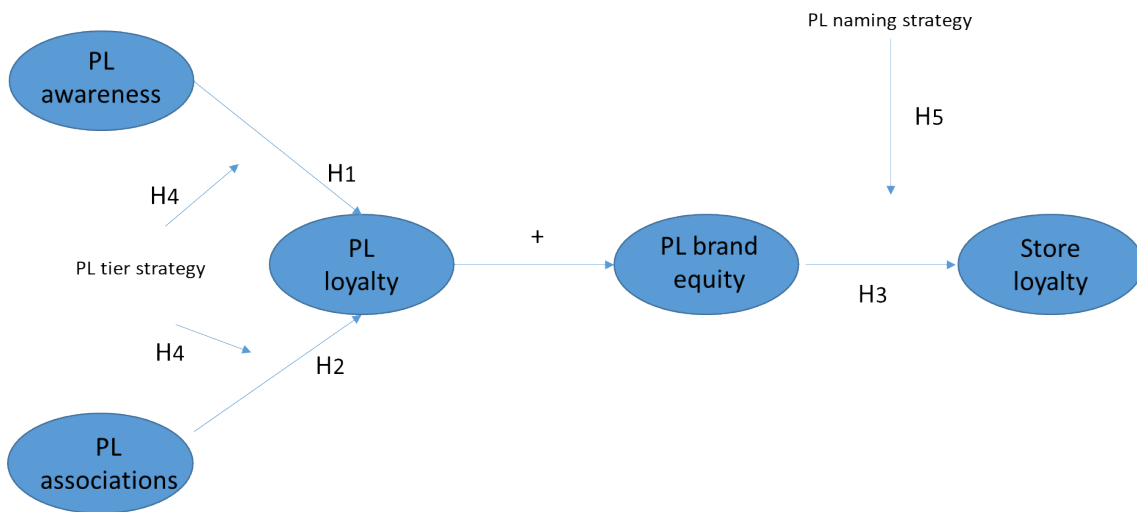 PL naming strategy
PL
awareness
H5
H1
H4
PL
loyalty
+
PL brand
equity
Store
loyalty
PL tier strategy
H3
H4
H2
PL
associations